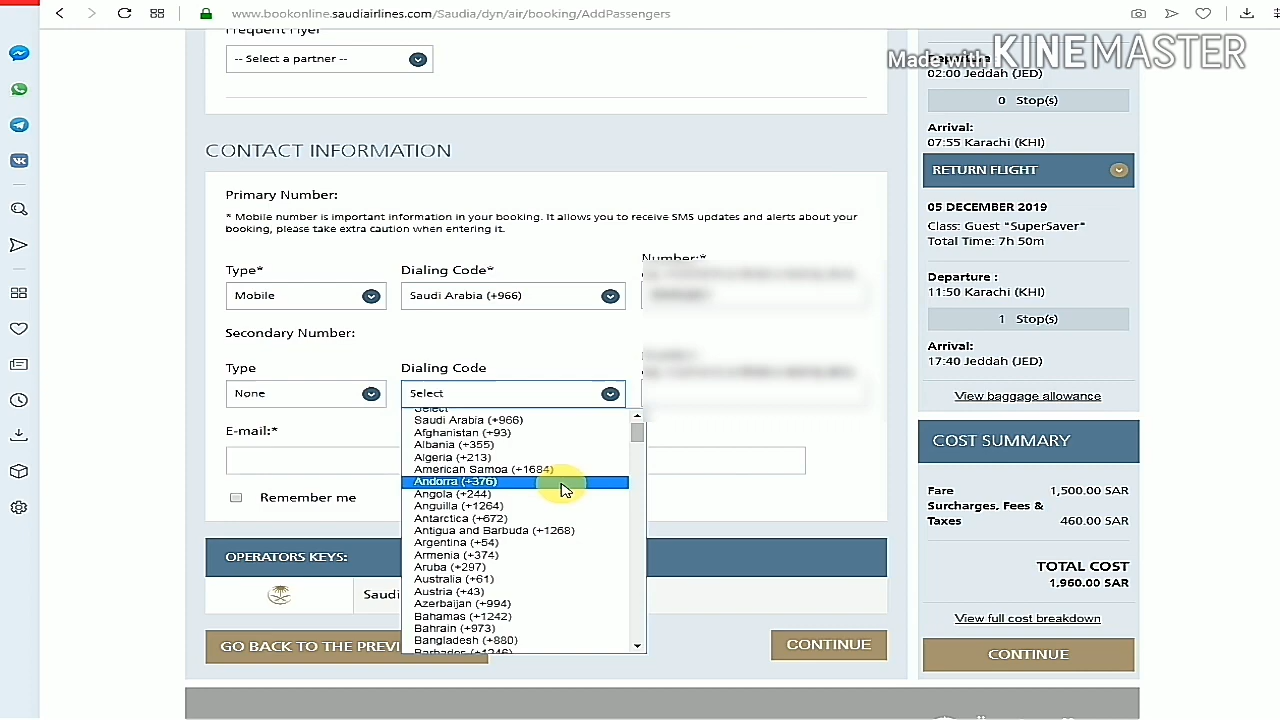 www.bookonline.saudiairlines.com/Saudia/dyn/air/booking/AddPassengers
Made with KINEMASTER
Frequent Flyer
-- Select a partner --
CONTACT INFORMATION
Primary Number:
* Mobile number is important information in your booking. It allows you to receive SMS updates and alerts about your
booking, please take extra caution when entering it.
Type*
Dialing Code*
Number:*
Mobile
Saudi Arabia (+966)
Secondary Number:
Type
Dialing Code
None
Select
Select
Saudi Arabia (+966)
Afghanistan (+93)
Albania (+355)
Algeria (+213)
American Samoa (+1684)
Andorra (+376)
Angola (+244)
Anguilla (+1264)
Antarctica (+672)
Antigua and Barbuda (+1268)
Argentina (+54)
Armenia (+374)
Aruba (+297)
Australia (+61)
Austria (+43)
Azerbaijan (+994)
Bahamas (+1242)
Bahrain (+973)
Bangladesh (+880)
Barbados (+1246)
E-mail:*
Remember me
OPERATORS KEYS:
Saudi
GO BACK TO THE PREVI
CONTINUE
Departure :
02:00 Jeddah (JED)
0 Stop(s)
Arrival:
07:55 Karachi (KHI)
RETURN FLIGHT
05 DECEMBER 2019
Class: Guest "SuperSaver"
Total Time: 7h 50m
Departure :
11:50 Karachi (KHI)
1 Stop(s)
Arrival:
17:40 Jeddah (JED)
View baggage allowance
COST SUMMARY
Fare 1,500.00 SAR
Surcharges, Fees &
Taxes 460.00 SAR
TOTAL COST
1,960.00 SAR
View full cost breakdown
CONTINUE